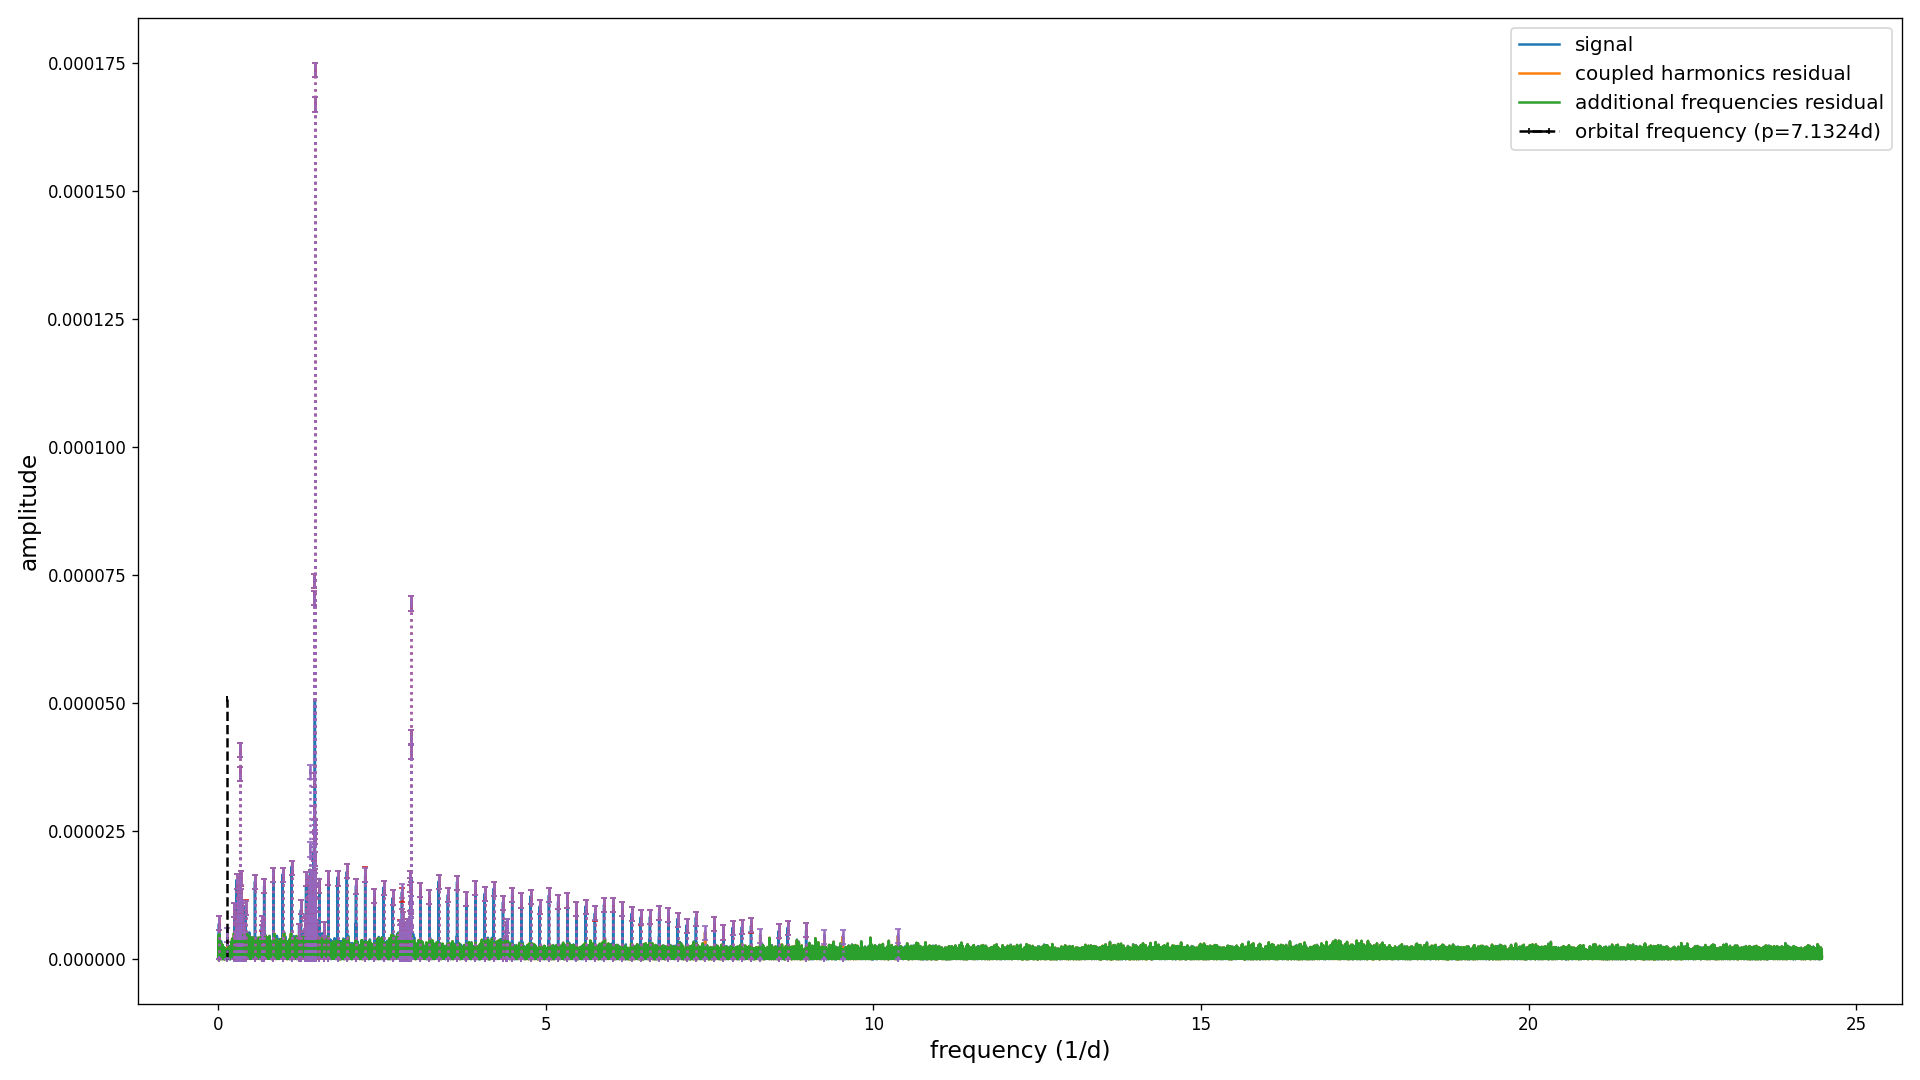 signal
coupled harmonics residual
additional frequencies residual
orbital frequency (p=7.1324d)
amplitude
0.000175
0.000150
0.000125
0.000100
0.000075
0.000050
0.000025
0.000000
0 5 10 15 20 25
frequency (1/d)